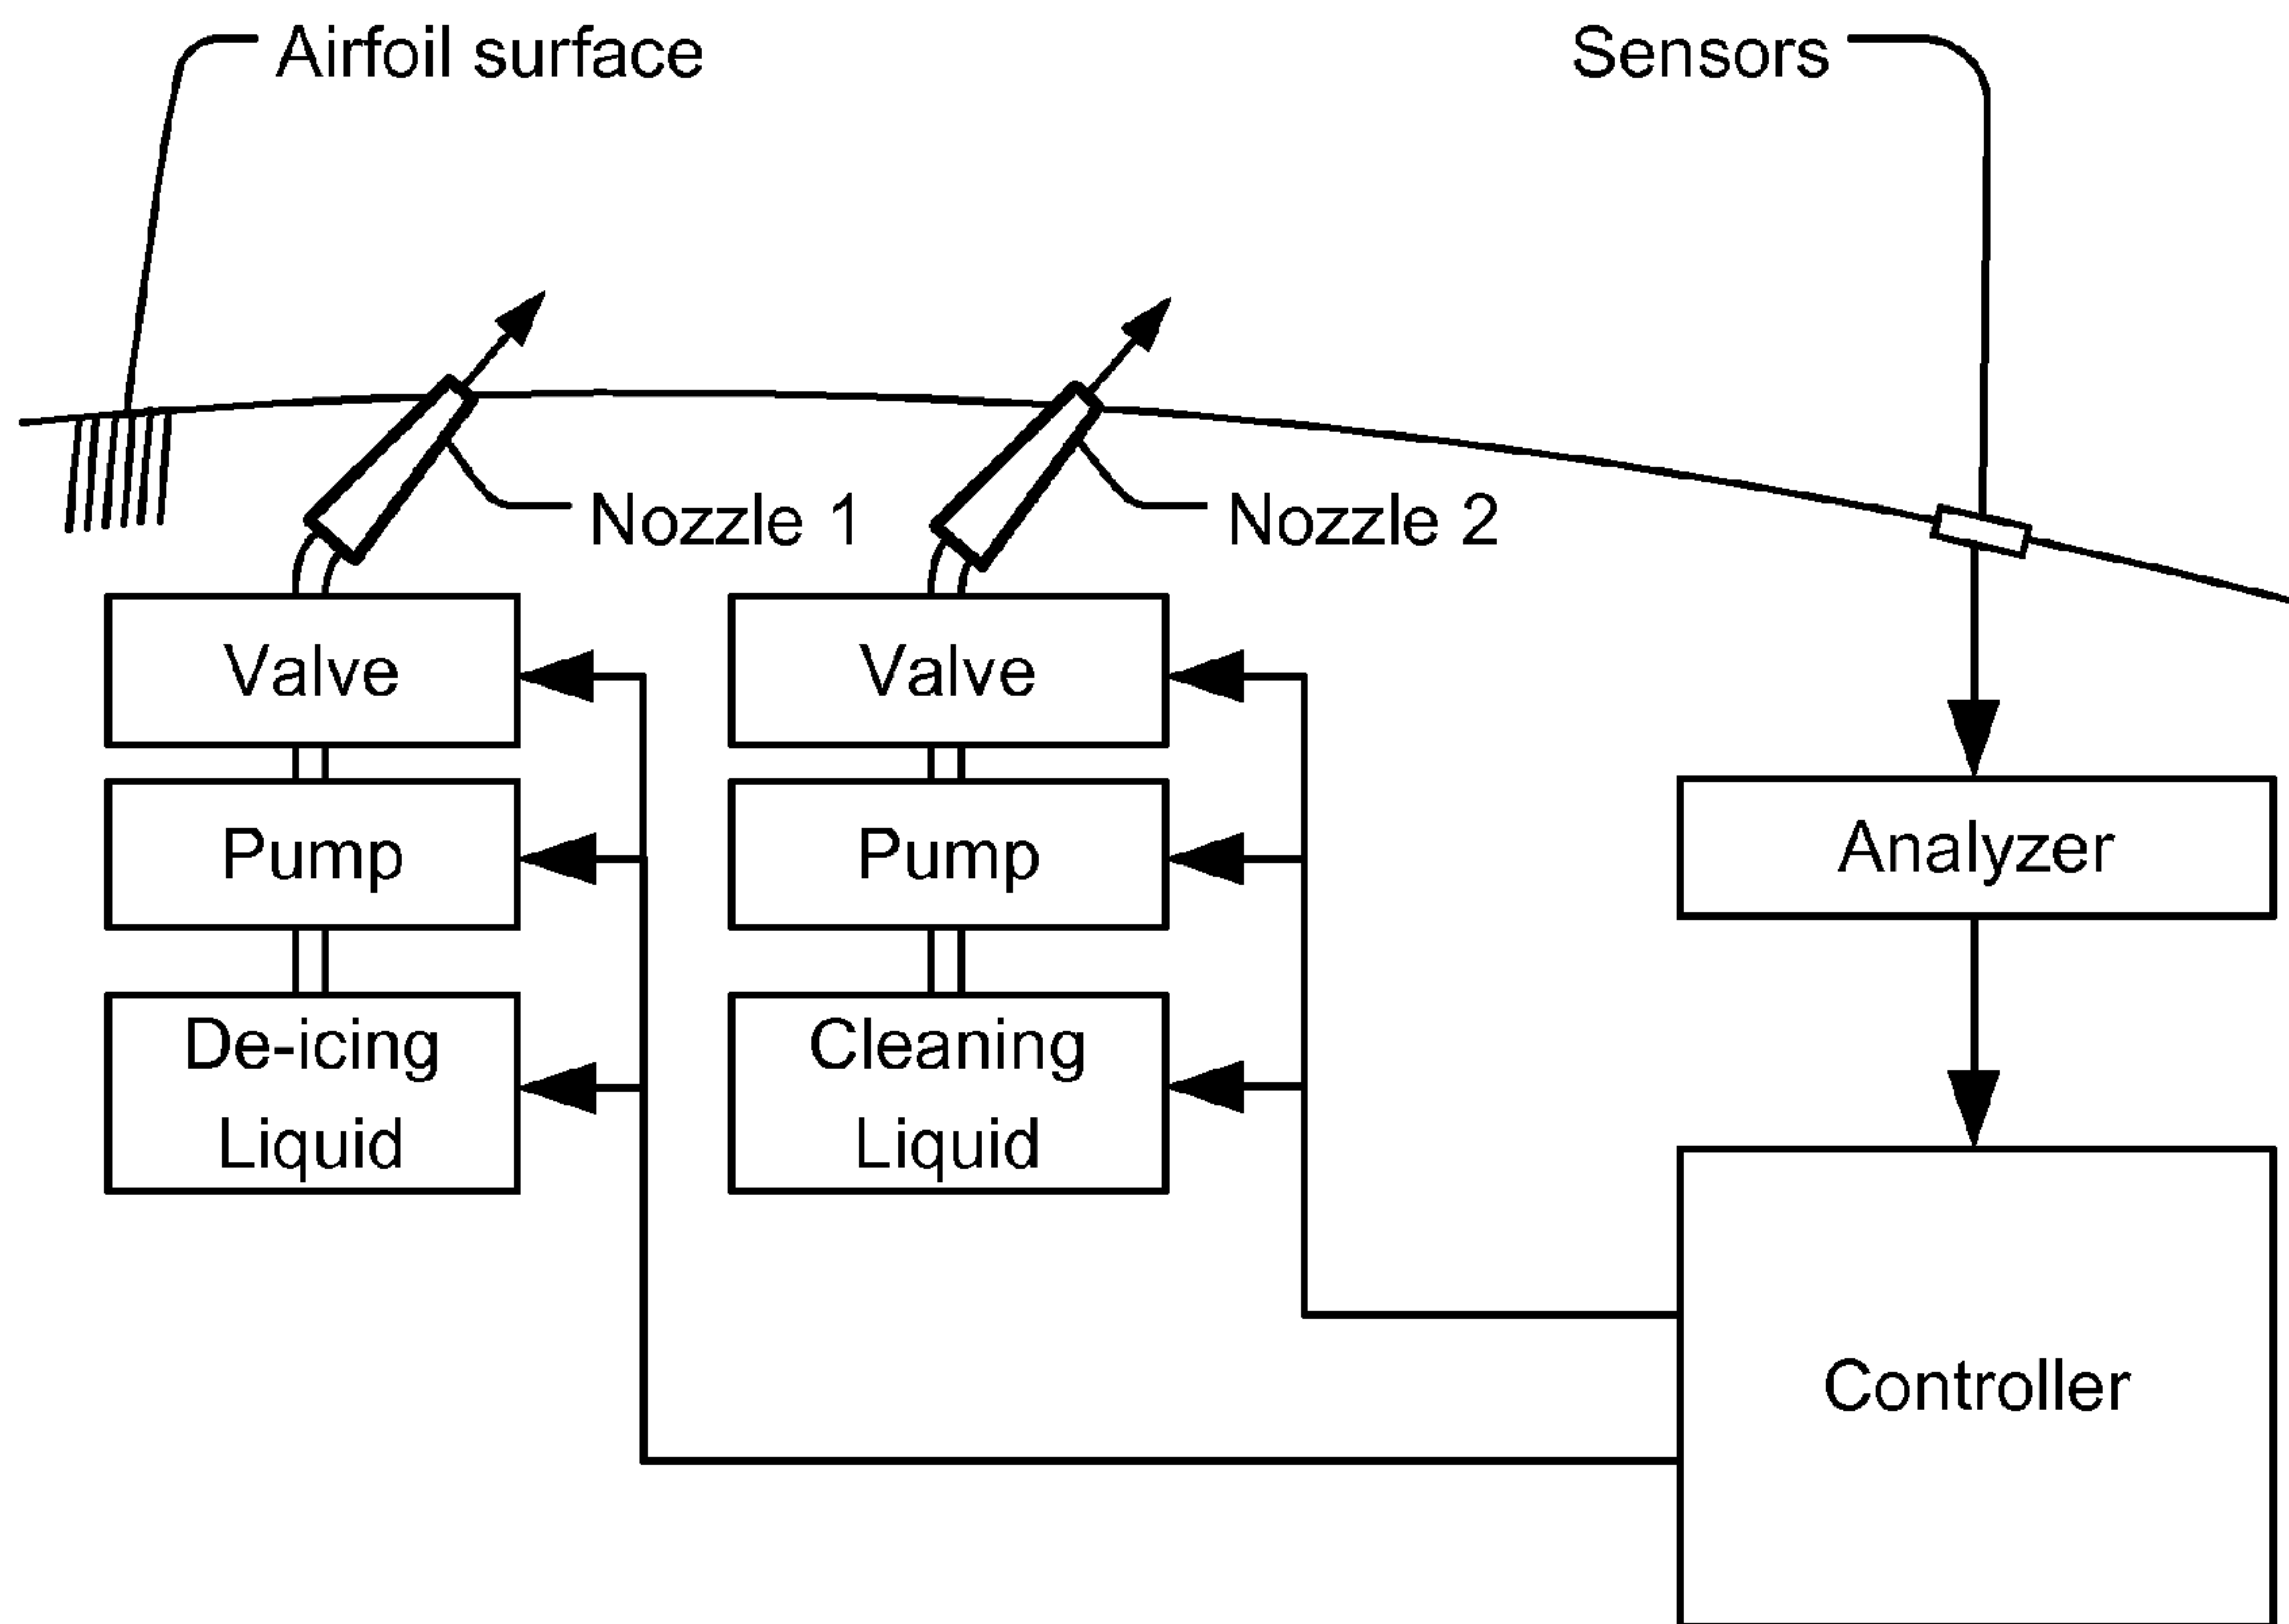 Airfoil surface
Sensors
Nozzle 1
Nozzle 2
Valve
Valve
Pump
Pump
Analyzer
De-icing
Liquid
Cleaning
Liquid
Controller